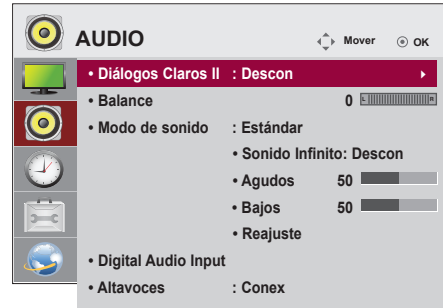 AUDIO Mover OK
• Diálogos Claros II : Descon
• Balance 0 L R
• Modo de sonido : Estándar
• Sonido Infinito: Descon
• Agudos 50
• Bajos 50
• Reajuste
• Digital Audio Input
• Altavoces : Conex